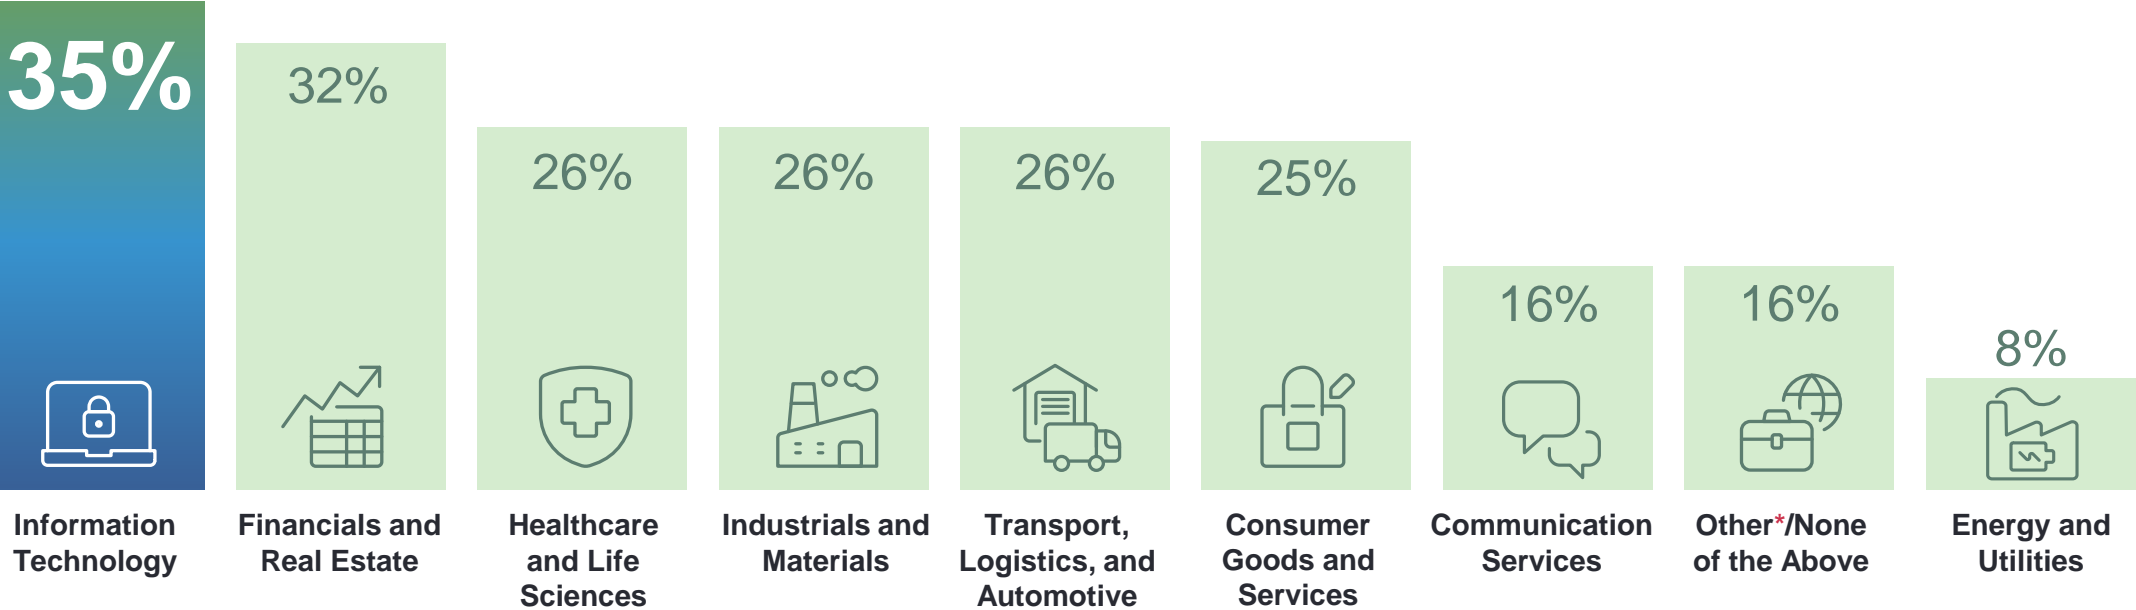 35%
32%
26%
26%
26%
25%
16%
16%
8%
Information
Technology
Financials and
Real Estate
Healthcare
and Life
Sciences
Industrials and
Materials
Transport,
Logistics, and
Automotive
Consumer
Goods and
Services
Communication
Services
Other*/None
of the Above
Energy and
Utilities